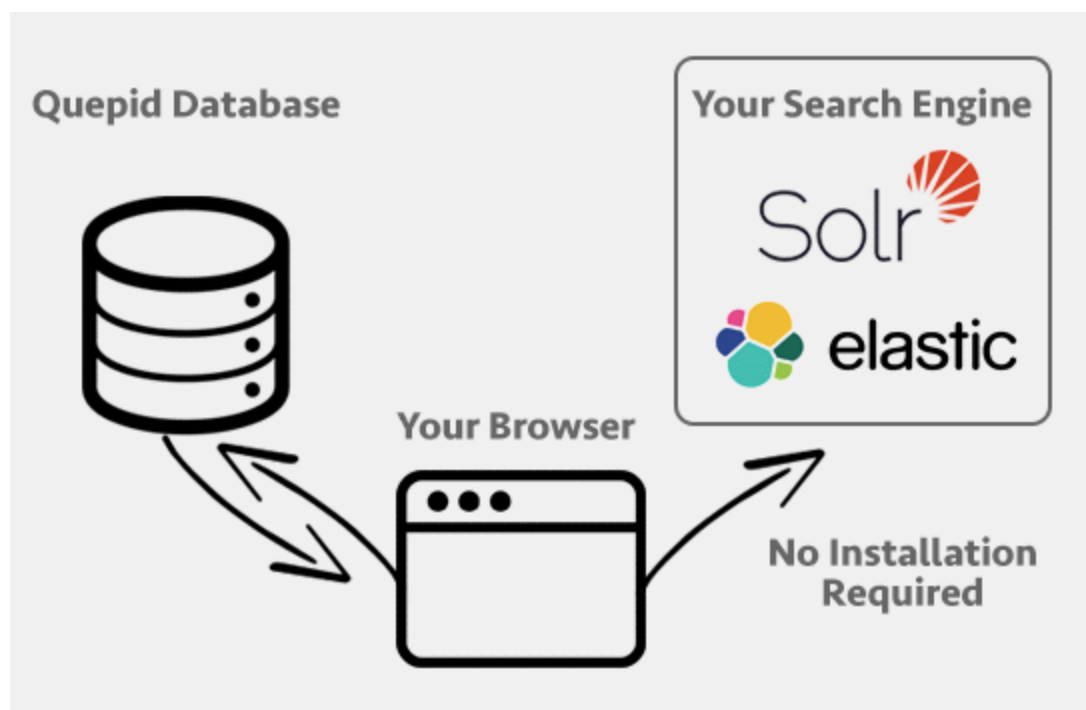 Quepid Database
Your Search Engine
Solr
elastic
Your Browser
No Installation
Required